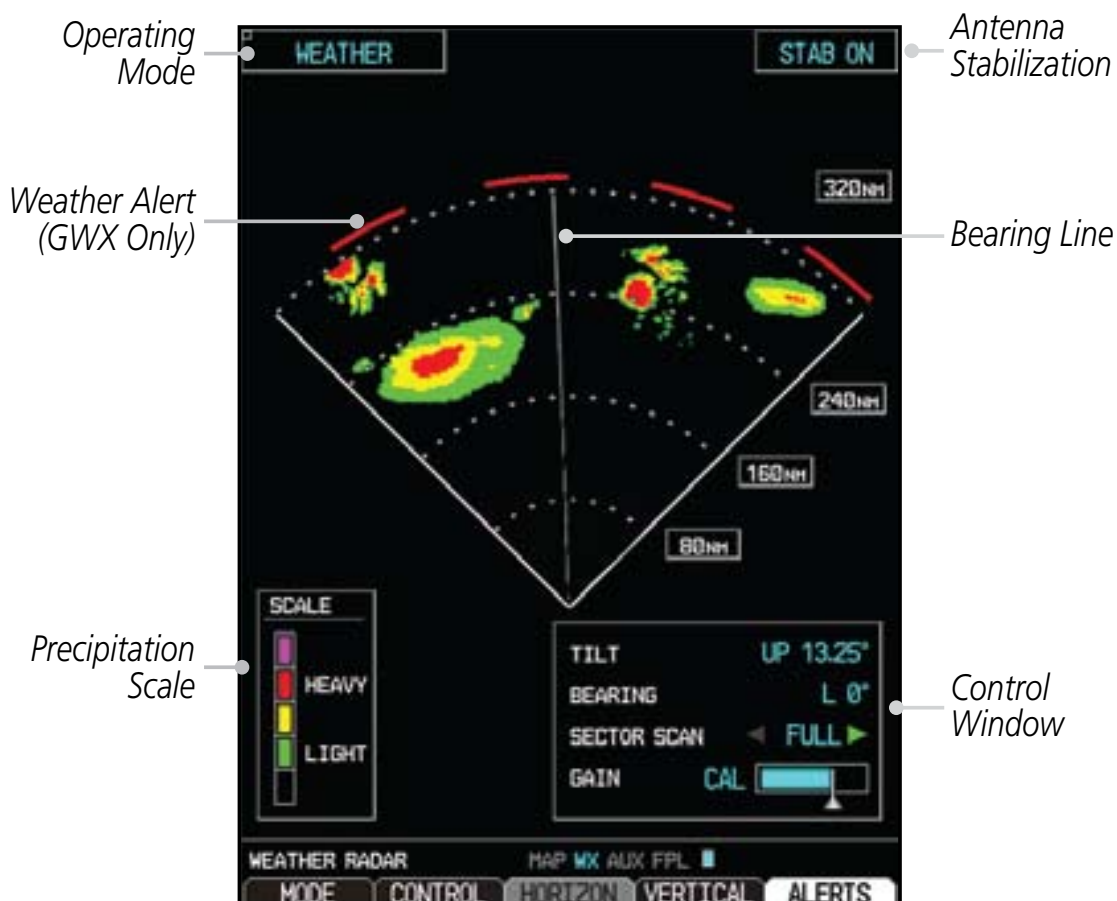 Operating
Mode
WEATHER
STAB ON
Antenna
Stabilization
Weather Alert
(GWX Only)
320NM
Bearing Line
240NM
160NM
80NM
Precipitation
Scale
SCALE
HEAVY
LIGHT
TILT UP 13.25°
BEARING L 0°
SECTOR SCAN FULL
GAIN CAL
Control
Window
WEATHER RADAR MAP WX AUX FPL
MODE CONTROL HORIZON VERTICAL ALERTS